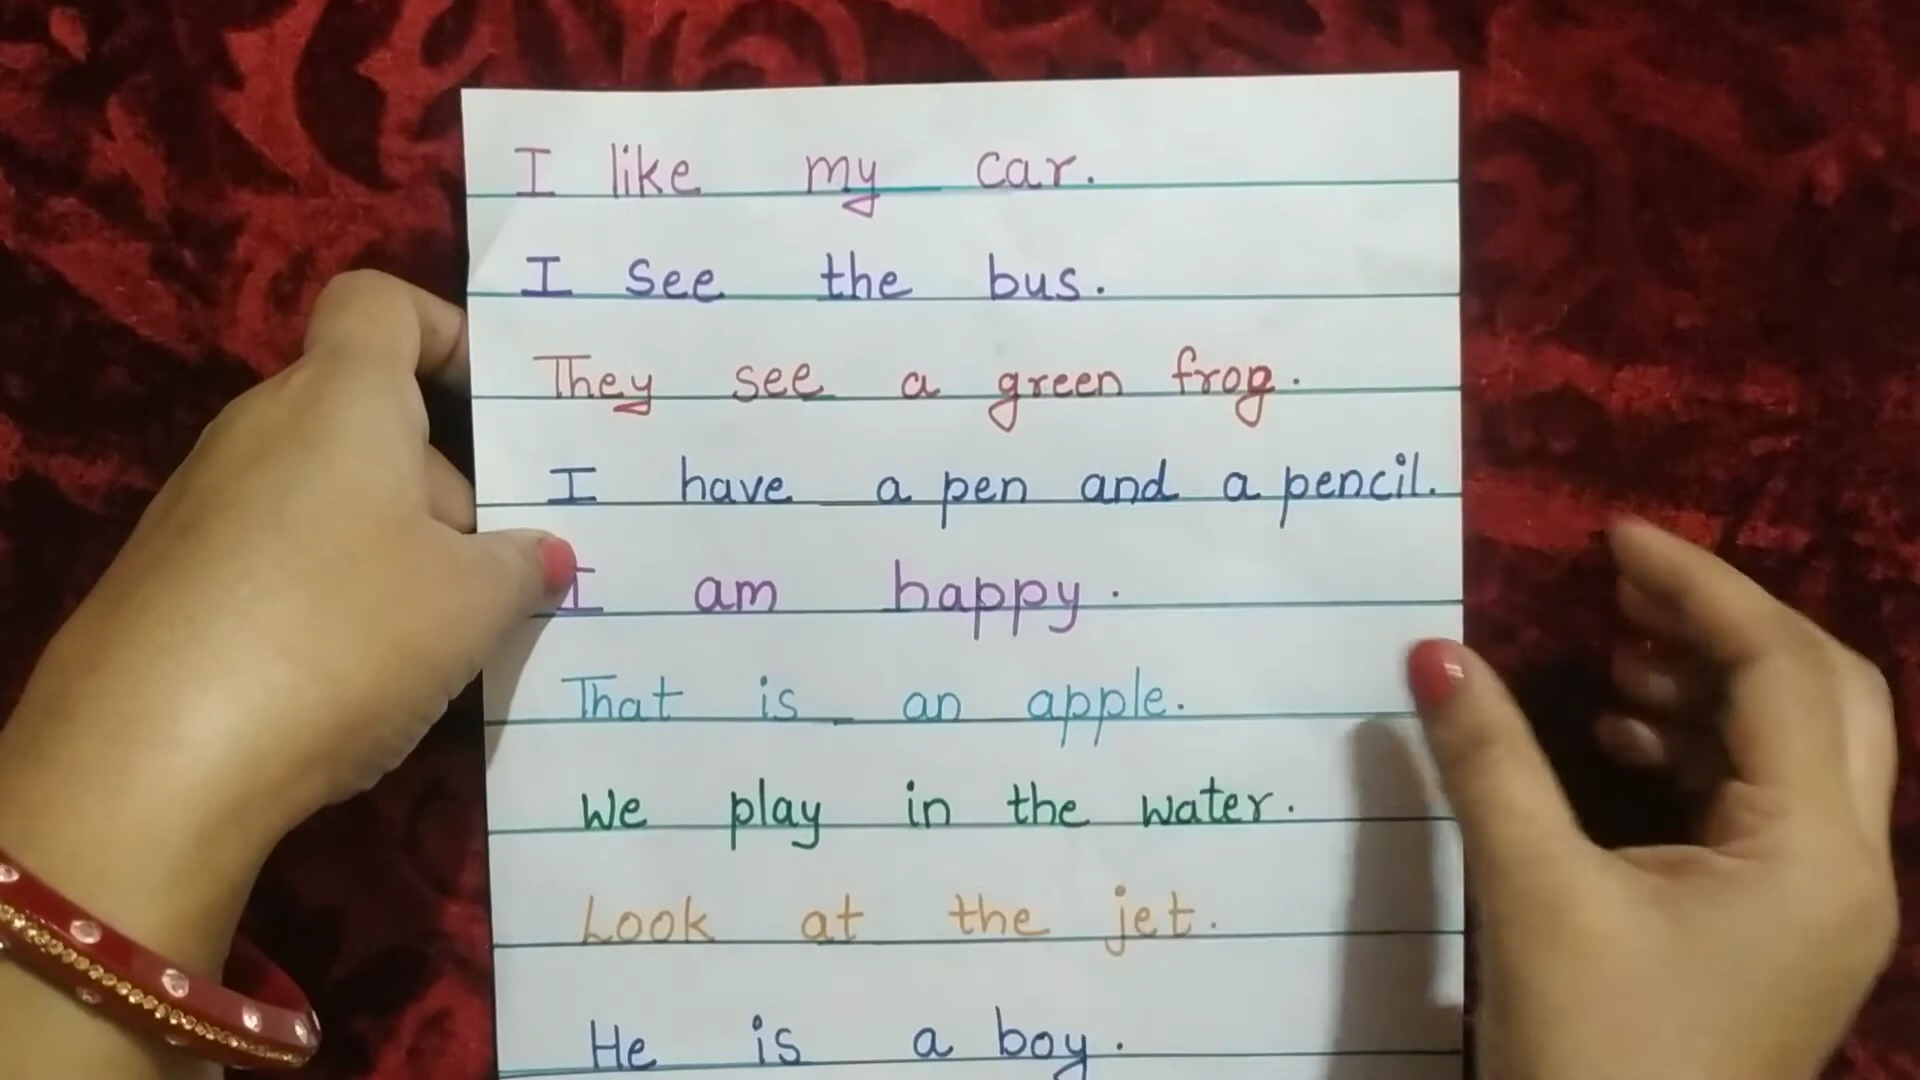 I like my car.
I see the bus.
They see a green frog.
I have a pen and a pencil.
I am happy.
That is an apple.
We play in the water.
Look at the jet.
He is a boy.